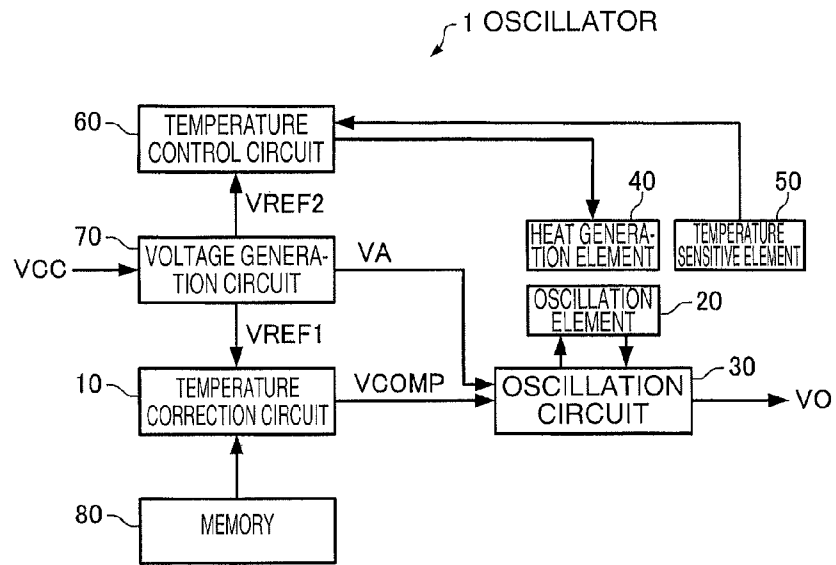 1 OSCILLATOR
60
TEMPERATURE
CONTROL CIRCUIT
VREF2
40
50
HEAT GENERA-
TION ELEMENT
TEMPERATURE
SENSITIVE ELEMENT
70
VCC
VOLTAGE GENERA-
TION CIRCUIT
VA
OSCILLATION
ELEMENT
20
VREF1
10
TEMPERATURE
CORRECTION CIRCUIT
VCOMP
OSCILLATION
CIRCUIT
30
VO
80
MEMORY